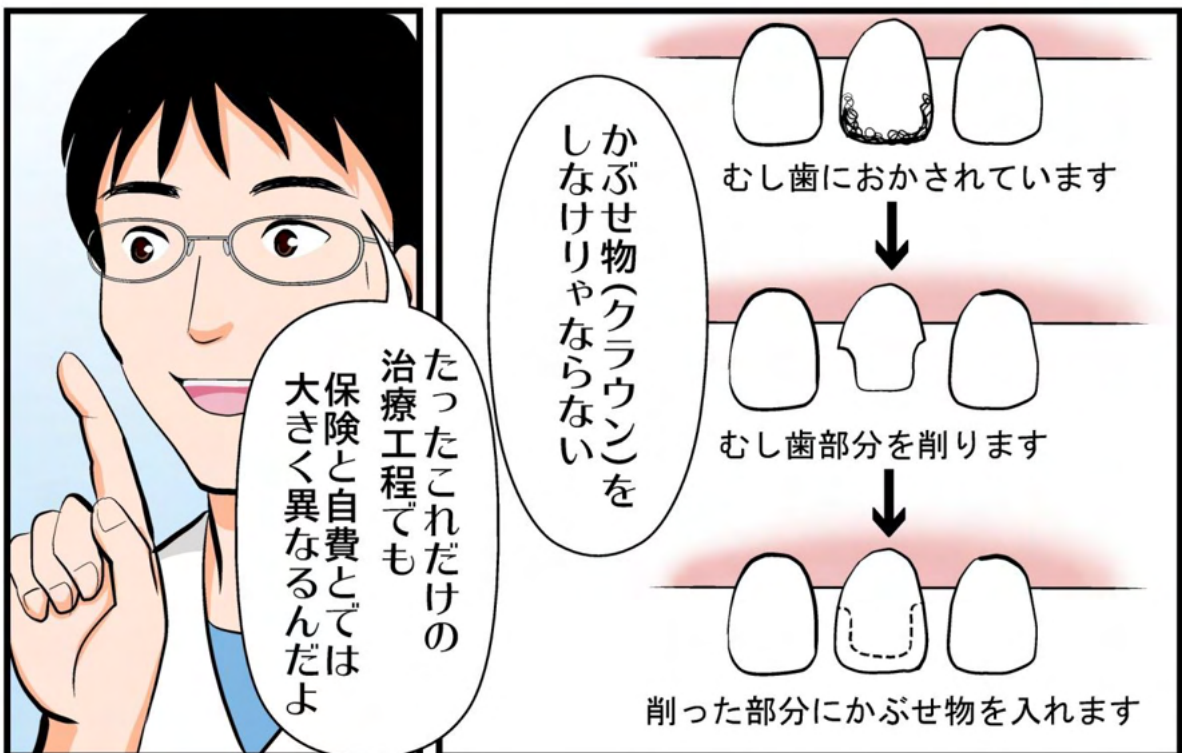 むし歯におかされています
かぶせ物(クラウン)を
しなけりゃならない
むし歯部分を削ります
削った部分にかぶせ物を入れます
たったこれだけの
治療工程でも
保険と自費とでは
大きく異なるんだよ